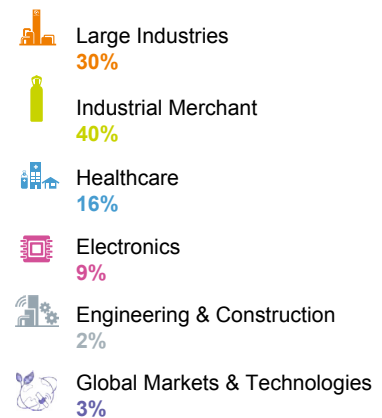 Large Industries
30%
Industrial Merchant
40%
Healthcare
16%
Electronics
9%
Engineering & Construction
2%
Global Markets & Technologies
3%